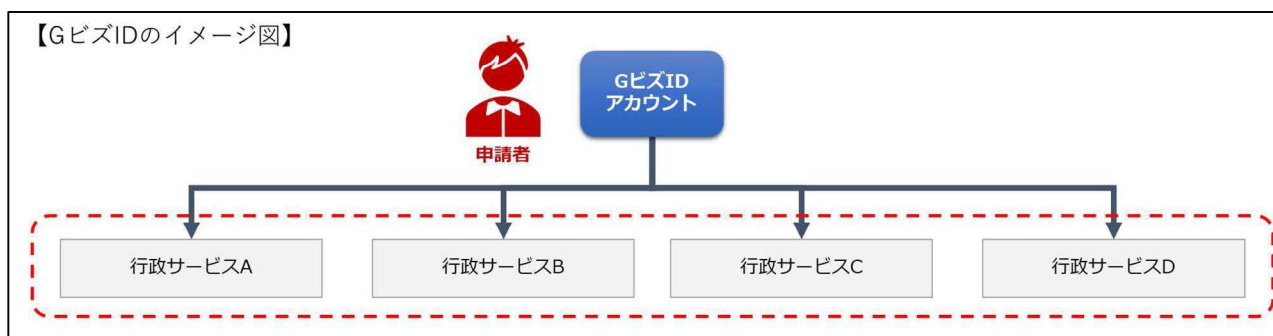 【GビズIDのイメージ図】
GビズID
アカウント
申請者
行政サービスA
行政サービスB
行政サービスC
行政サービスD